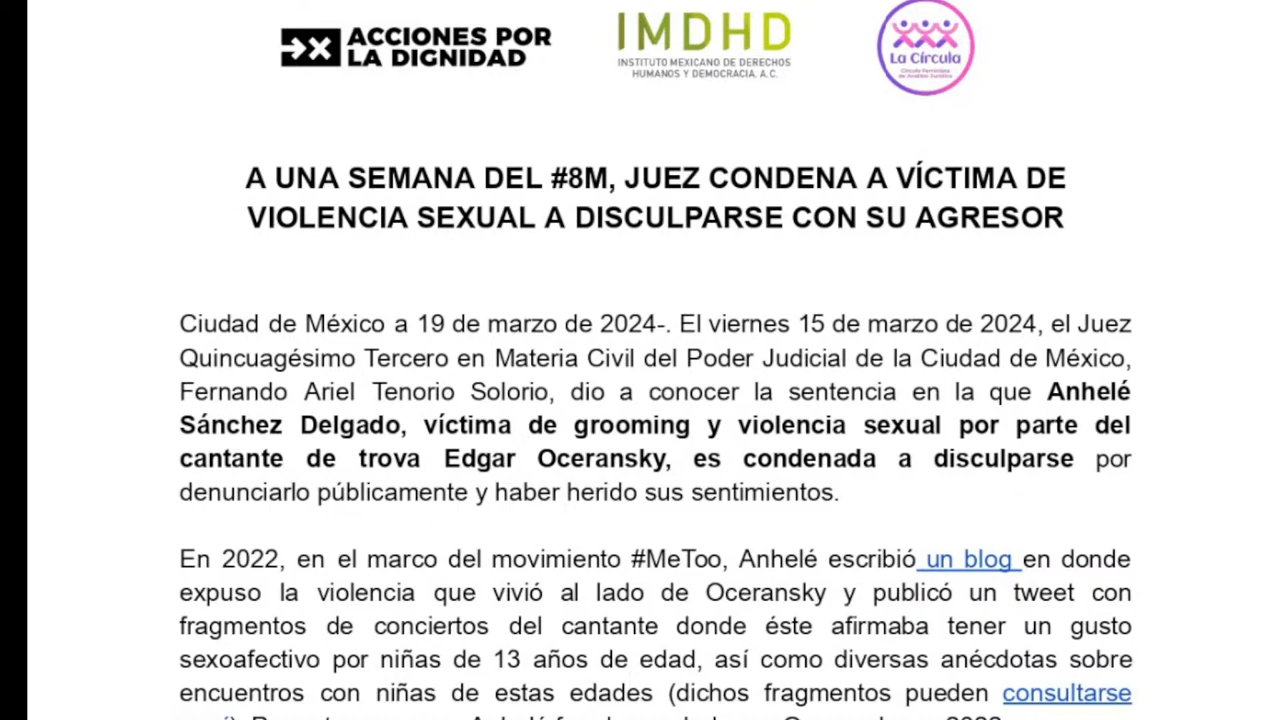 ACCIONES POR
LA DIGNIDAD
IMDHD
INSTITUTO MEXICANO DE DERECHOS
HUMANOS Y DEMOCRACIA, A.C.
La Círcula
A UNA SEMANA DEL #8M, JUEZ CONDENA A VÍCTIMA DE
VIOLENCIA SEXUAL A DISCULPARSE CON SU AGRESOR
Ciudad de México a 19 de marzo de 2024-. El viernes 15 de marzo de 2024, el Juez
Quincuagésimo Tercero en Materia Civil del Poder Judicial de la Ciudad de México,
Fernando Ariel Tenorio Solorio, dio a conocer la sentencia en la que Anhelé
Sánchez Delgado, víctima de grooming y violencia sexual por parte del
cantante de trova Edgar Oceransky, es condenada a disculparse por
denunciarlo públicamente y haber herido sus sentimientos.
En 2022, en el marco del movimiento #MeToo, Anhelé escribió un blog en donde
expuso la violencia que vivió al lado de Oceransky y publicó un tweet con
fragmentos de conciertos del cantante donde éste afirmaba tener un gusto
sexoafectivo por niñas de 13 años de edad, así como diversas anécdotas sobre
encuentros con niñas de estas edades (dichos fragmentos pueden consultarse